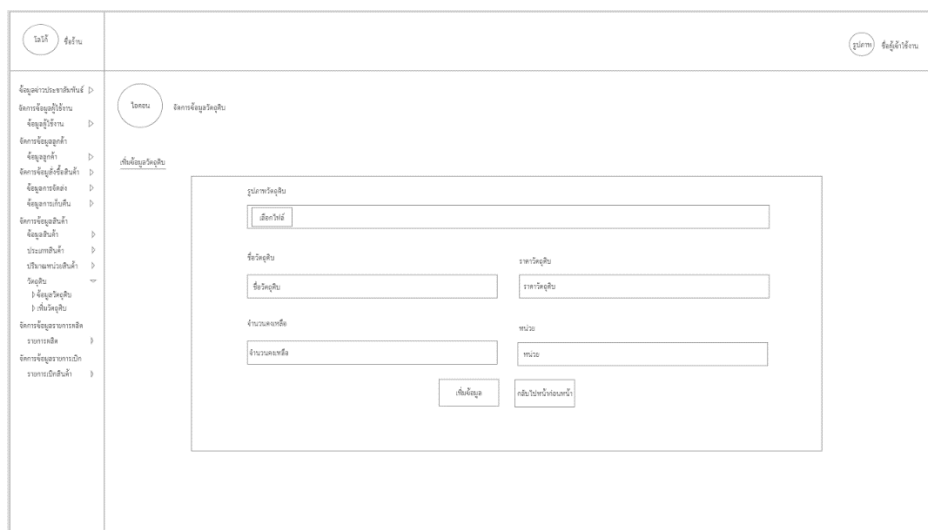 โลโก้ ชื่อร้าน
รูปภาพ ชื่อผู้เข้าใช้งาน
ข้อมูลข่าวประชาสัมพันธ์
จัดการข้อมูลผู้ใช้งาน
ข้อมูลผู้ใช้งาน
จัดการข้อมูลลูกค้า
ข้อมูลลูกค้า
จัดการข้อมูลสั่งซื้อสินค้า
ข้อมูลการจัดส่ง
ข้อมูลการเก็บคืน
จัดการข้อมูลสินค้า
ข้อมูลสินค้า
ประเภทสินค้า
ปริมาณหน่วยสินค้า
วัตถุดิบ
ข้อมูลวัตถุดิบ
เพิ่มวัตถุดิบ
จัดการข้อมูลรายการผลิต
รายการผลิต
จัดการข้อมูลรายการเบิก
รายการเบิกสินค้า
ไอคอน จัดการข้อมูลวัตถุดิบ
เพิ่มข้อมูลวัตถุดิบ
รูปภาพวัตถุดิบ
เลือกไฟล์
ชื่อวัตถุดิบ ราคาวัตถุดิบ
ชื่อวัตถุดิบ ราคาวัตถุดิบ
จำนวนคงเหลือ หน่วย
จำนวนคงเหลือ หน่วย
เพิ่มข้อมูล กลับไปหน้าก่อนหน้า